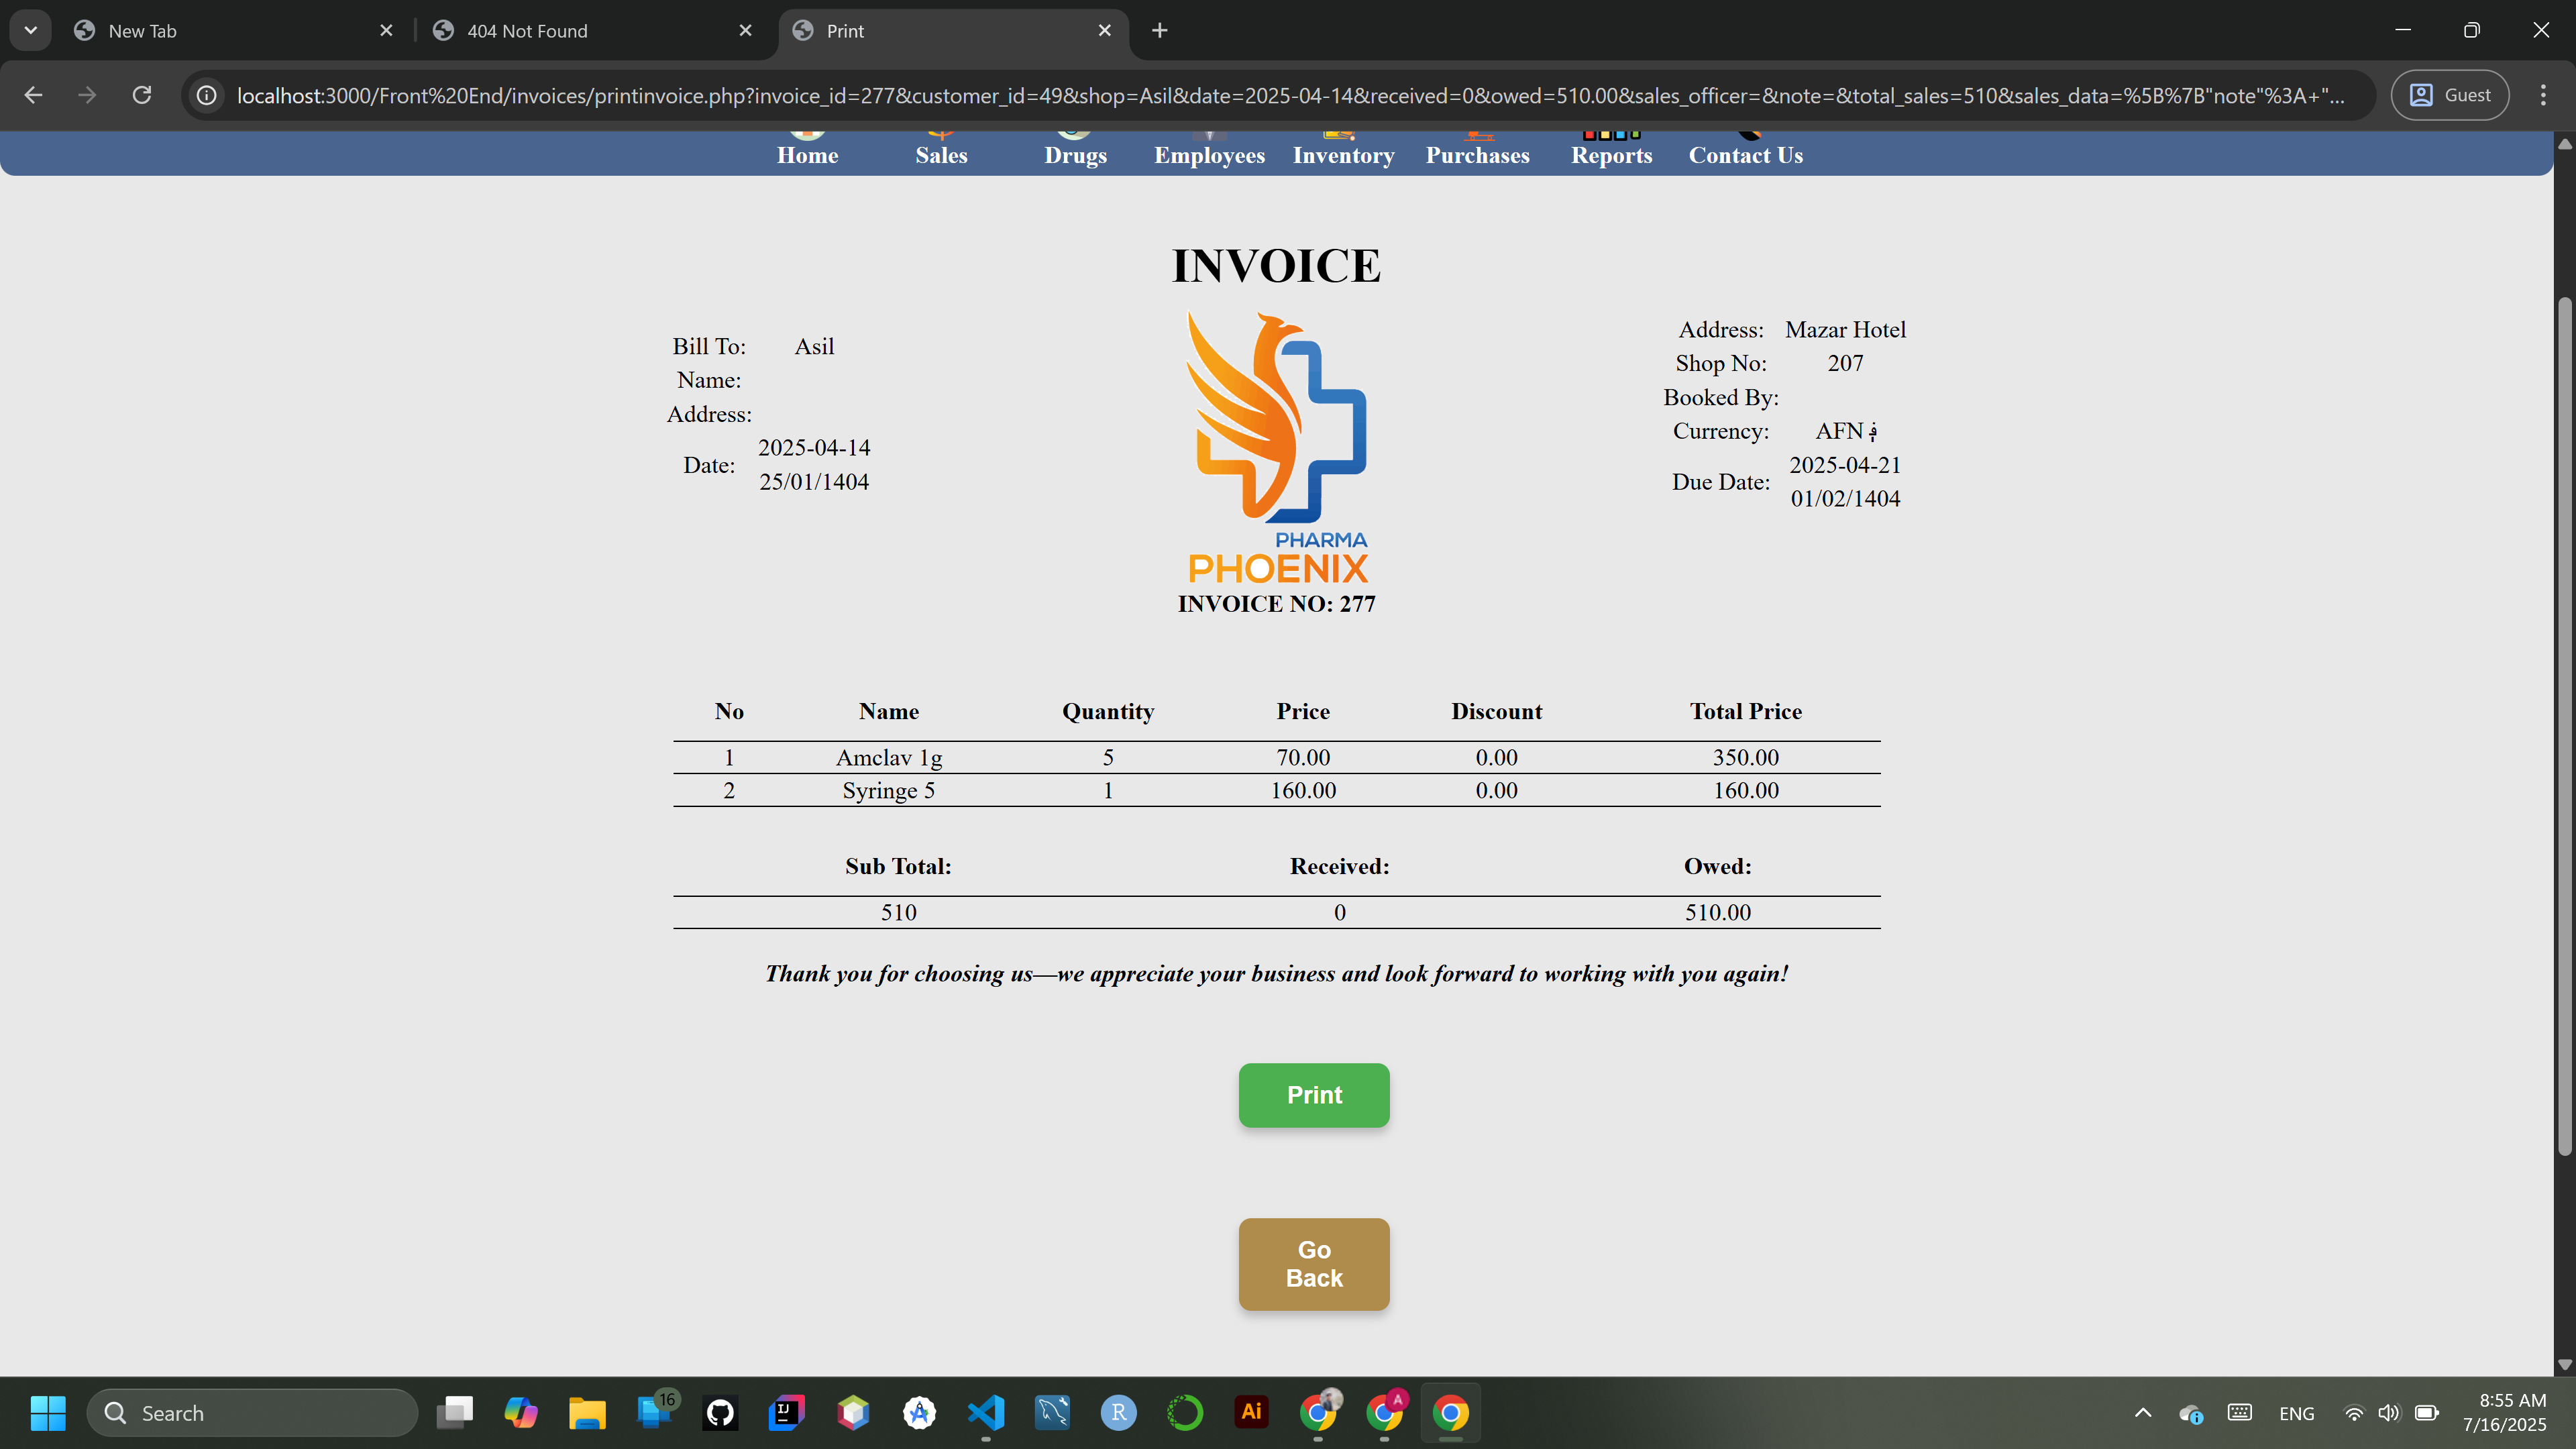 New Tab
404 Not Found
Print
localhost:3000/Front%20End/invoices/printinvoice.php?invoice_id=277&customer_id=49&shop=Asil&date=2025-04-14&received=0&owed=510.00&sales_officer=&note=&total_sales=510&sales_data=%5B%7B"note"%3A+"...
Guest
Home Sales Drugs Employees Inventory Purchases Reports Contact Us
INVOICE
Bill To: Asil
Name:
Address:
Date: 2025-04-14
25/01/1404
PHARMA
PHOENIX
INVOICE NO: 277
Address: Mazar Hotel
Shop No: 207
Booked By:
Currency: AFN ؋
Due Date: 2025-04-21
01/02/1404
No Name Quantity Price Discount Total Price
1 Amclav 1g 5 70.00 0.00 350.00
2 Syringe 5 1 160.00 0.00 160.00
Sub Total: Received: Owed:
510 0 510.00
Thank you for choosing us—we appreciate your business and look forward to working with you again!
Print
Go
Back
Search
16
IJ
R
Ai
A
ENG
8:55 AM
7/16/2025